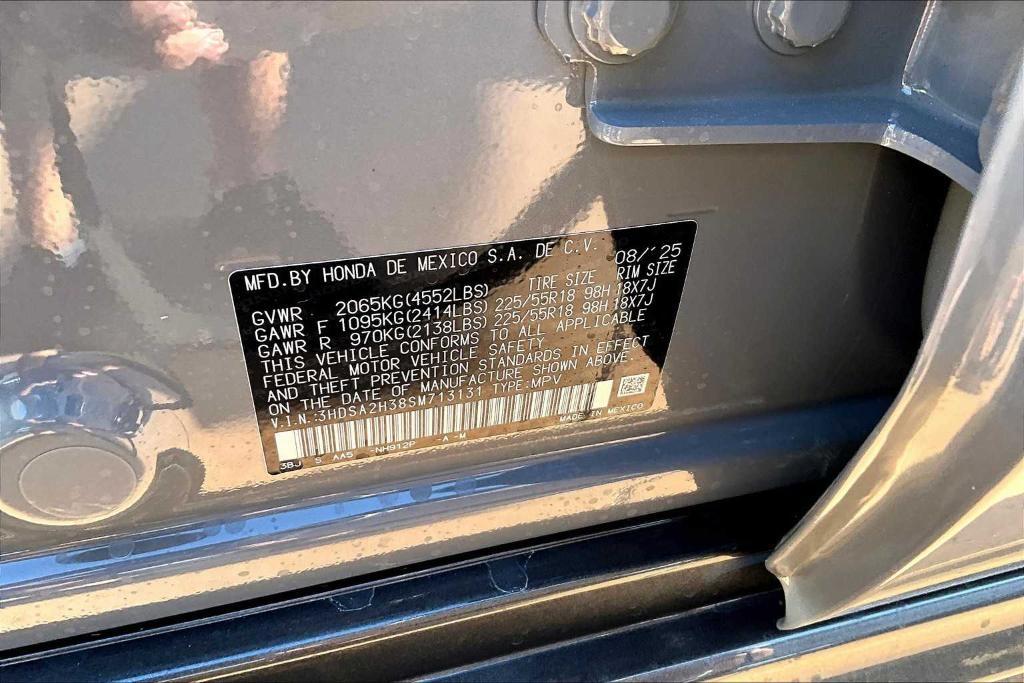 MFD.BY HONDA DE MEXICO S.A. DE C.V. 08/'25
GVWR 2065KG(4552LBS) TIRE SIZE RIM SIZE
GAWR F 1095KG(2414LBS) 225/55R18 98H 18X7J
GAWR R 970KG(2138LBS) 225/55R18 98H 18X7J
THIS VEHICLE CONFORMS TO ALL APPLICABLE
FEDERAL MOTOR VEHICLE SAFETY
AND THEFT PREVENTION STANDARDS IN EFFECT
ON THE DATE OF MANUFACTURE SHOWN ABOVE.
V.I.N.:3HDSA2H38SM713131 TYPE:MPV
MADE IN MEXICO
3BJ S AA5 -NH912P -A-M